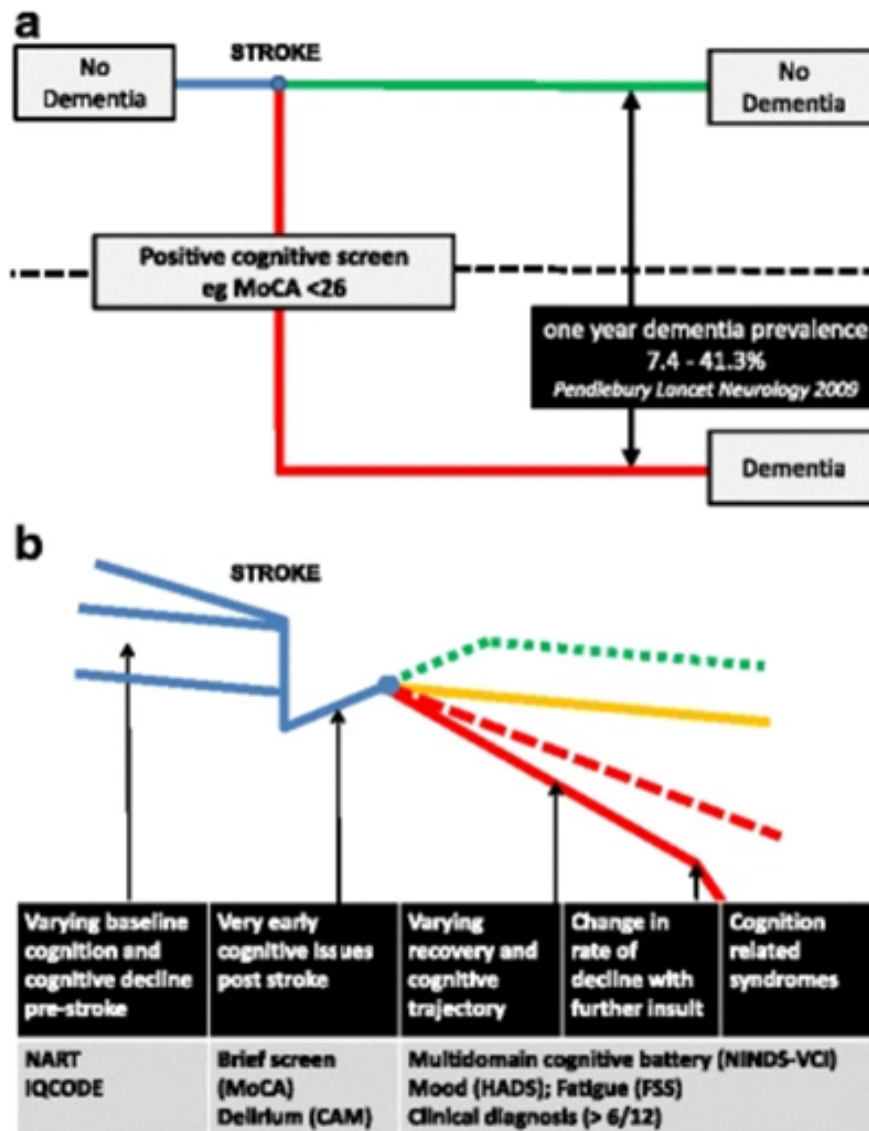 a
STROKE
No
Dementia
No
Dementia
Positive cognitive screen
eg MoCA <26
one year dementia prevalence
7.4 - 41.3%
Pendlebury Lancet Neurology 2009
Dementia
b
STROKE
Varying baseline
cognition and
cognitive decline
pre-stroke
Very early
cognitive issues
post stroke
Varying
recovery and
cognitive
trajectory
Change in
rate of
decline with
further insult
Cognition
related
syndromes
NART
IQCODE
Brief screen
(MoCA)
Delirium (CAM)
Multidomain cognitive battery (NINDS-VCI)
Mood (HADS); Fatigue (FSS)
Clinical diagnosis (> 6/12)